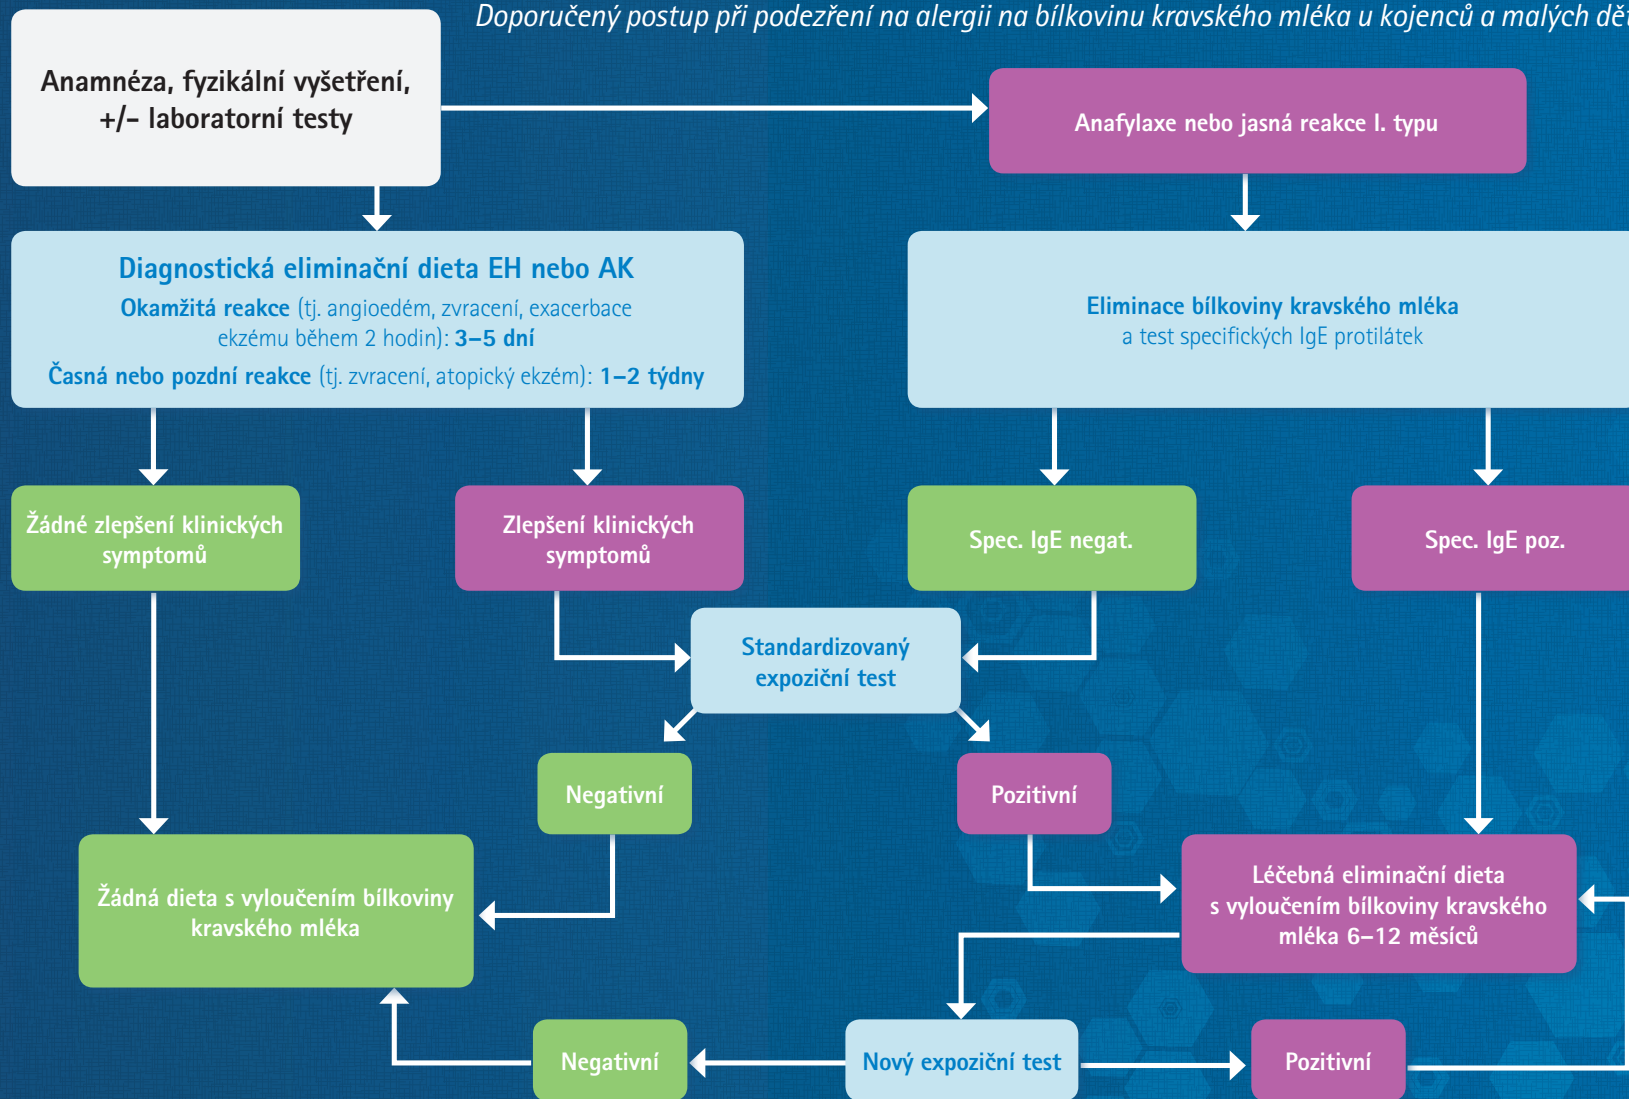 Doporučený postup při podezření na alergii na bílkovinu kravského mléka u kojenců a malých dět
Anamnéza, fyzikální vyšetření,
+/- laboratorní testy
Anafylaxe nebo jasná reakce I. typu
Diagnostická eliminační dieta EH nebo AK
Okamžitá reakce (tj. angioedém, zvracení, exacerbace
ekzému během 2 hodin): 3–5 dní
Časná nebo pozdní reakce (tj. zvracení, atopický ekzém): 1–2 týdny
Eliminace bílkoviny kravského mléka
a test specifických IgE protilátek
Žádné zlepšení klinických
symptomů
Zlepšení klinických
symptomů
Spec. IgE negat.
Spec. IgE poz.
Standardizovaný
expoziční test
Negativní
Pozitivní
Žádná dieta s vyloučením bílkoviny
kravského mléka
Léčebná eliminační dieta
s vyloučením bílkoviny kravského
mléka 6–12 měsíců
Negativní
Nový expoziční test
Pozitivní